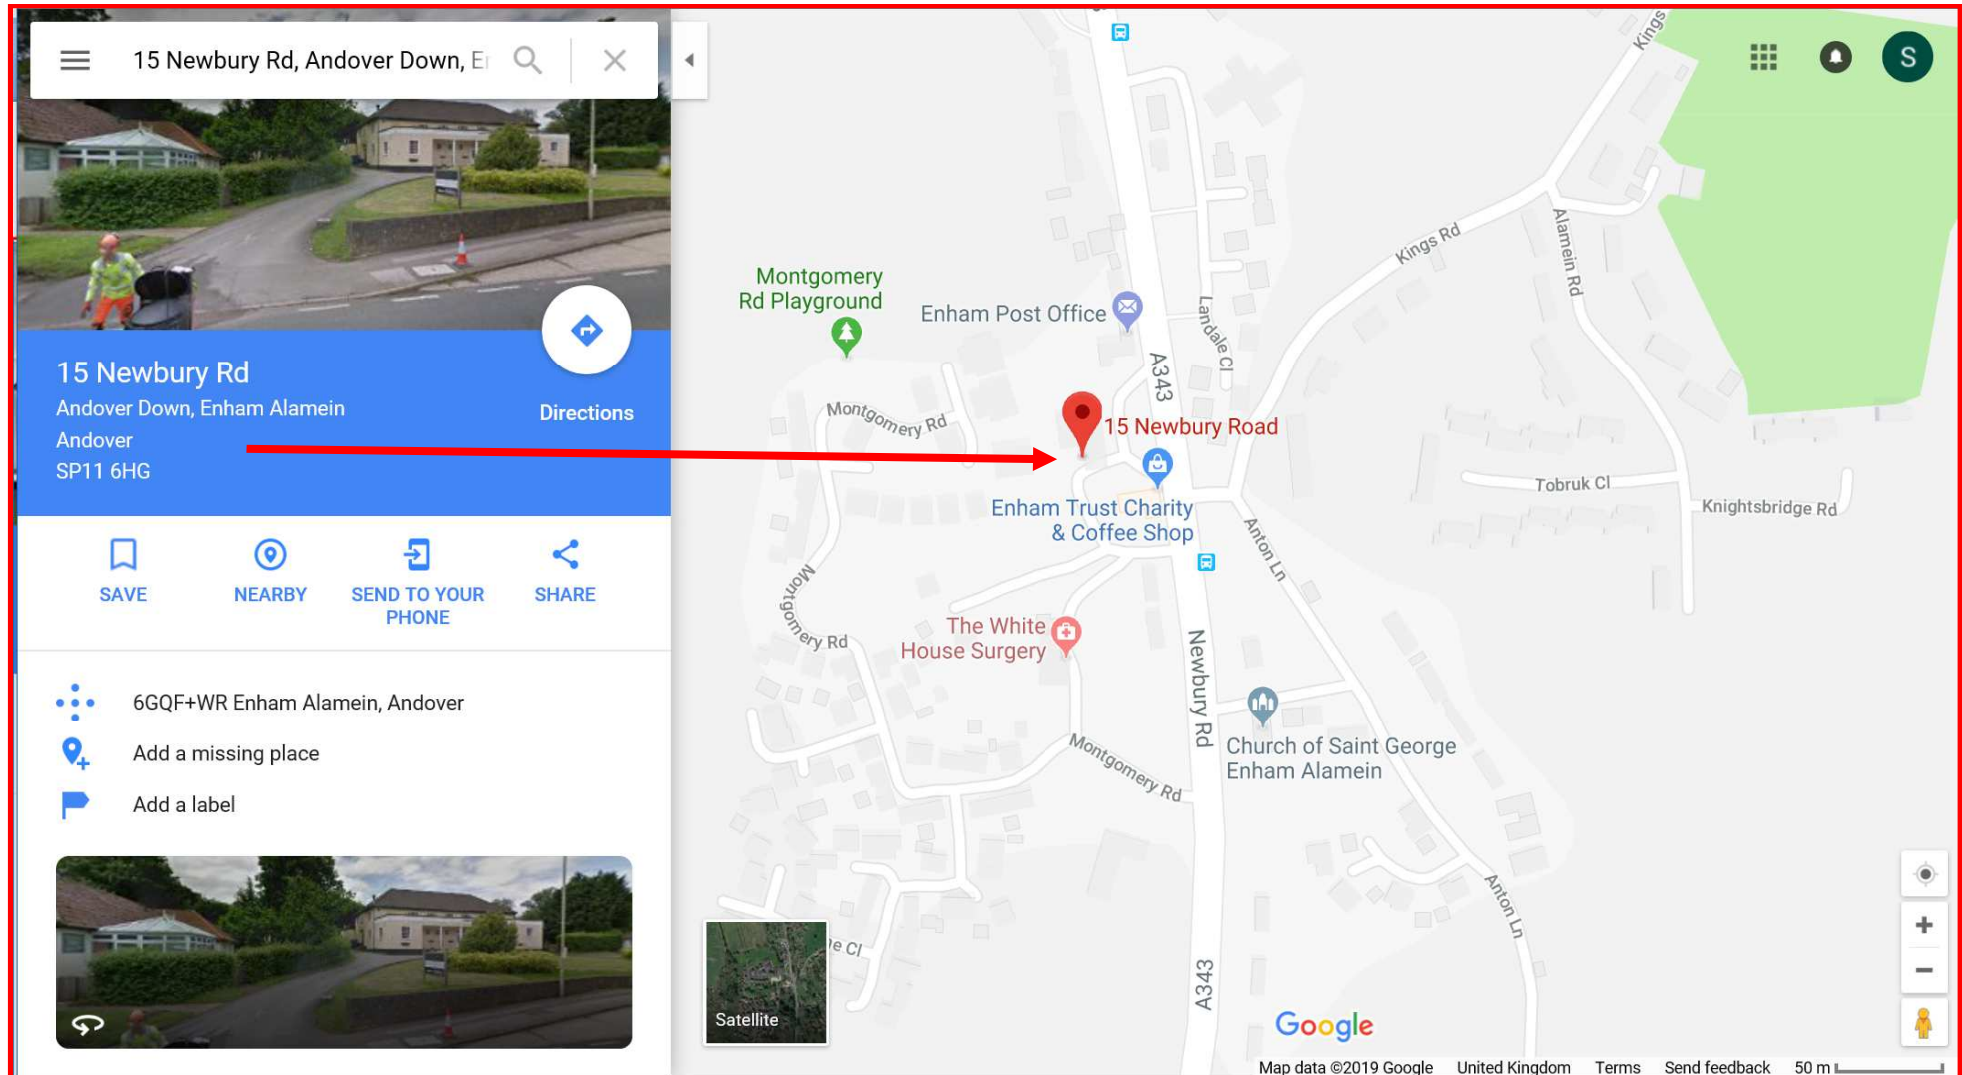 15 Newbury Rd, Andover Down, Er
S
15 Newbury Rd
Andover Down, Enham Alamein
Andover
SP11 6HG
Directions
SAVE
NEARBY
SEND TO YOUR
PHONE
SHARE
6GQF+WR Enham Alamein, Andover
Add a missing place
Add a label
Kings
Kings Rd
Alamein Rd
Montgomery
Rd Playground
Enham Post Office
Landale Cl
A343
Montgomery Rd
15 Newbury Road
Enham Trust Charity
& Coffee Shop
Tobruk Cl
Knightsbridge Rd
Anton Ln
Montgomery Rd
The White
House Surgery
Newbury Rd
Church of Saint George
Enham Alamein
Montgomery Rd
Anton Ln
ne Cl
A343
Satellite
Google
Map data ©2019 Google United Kingdom Terms Send feedback 50 m